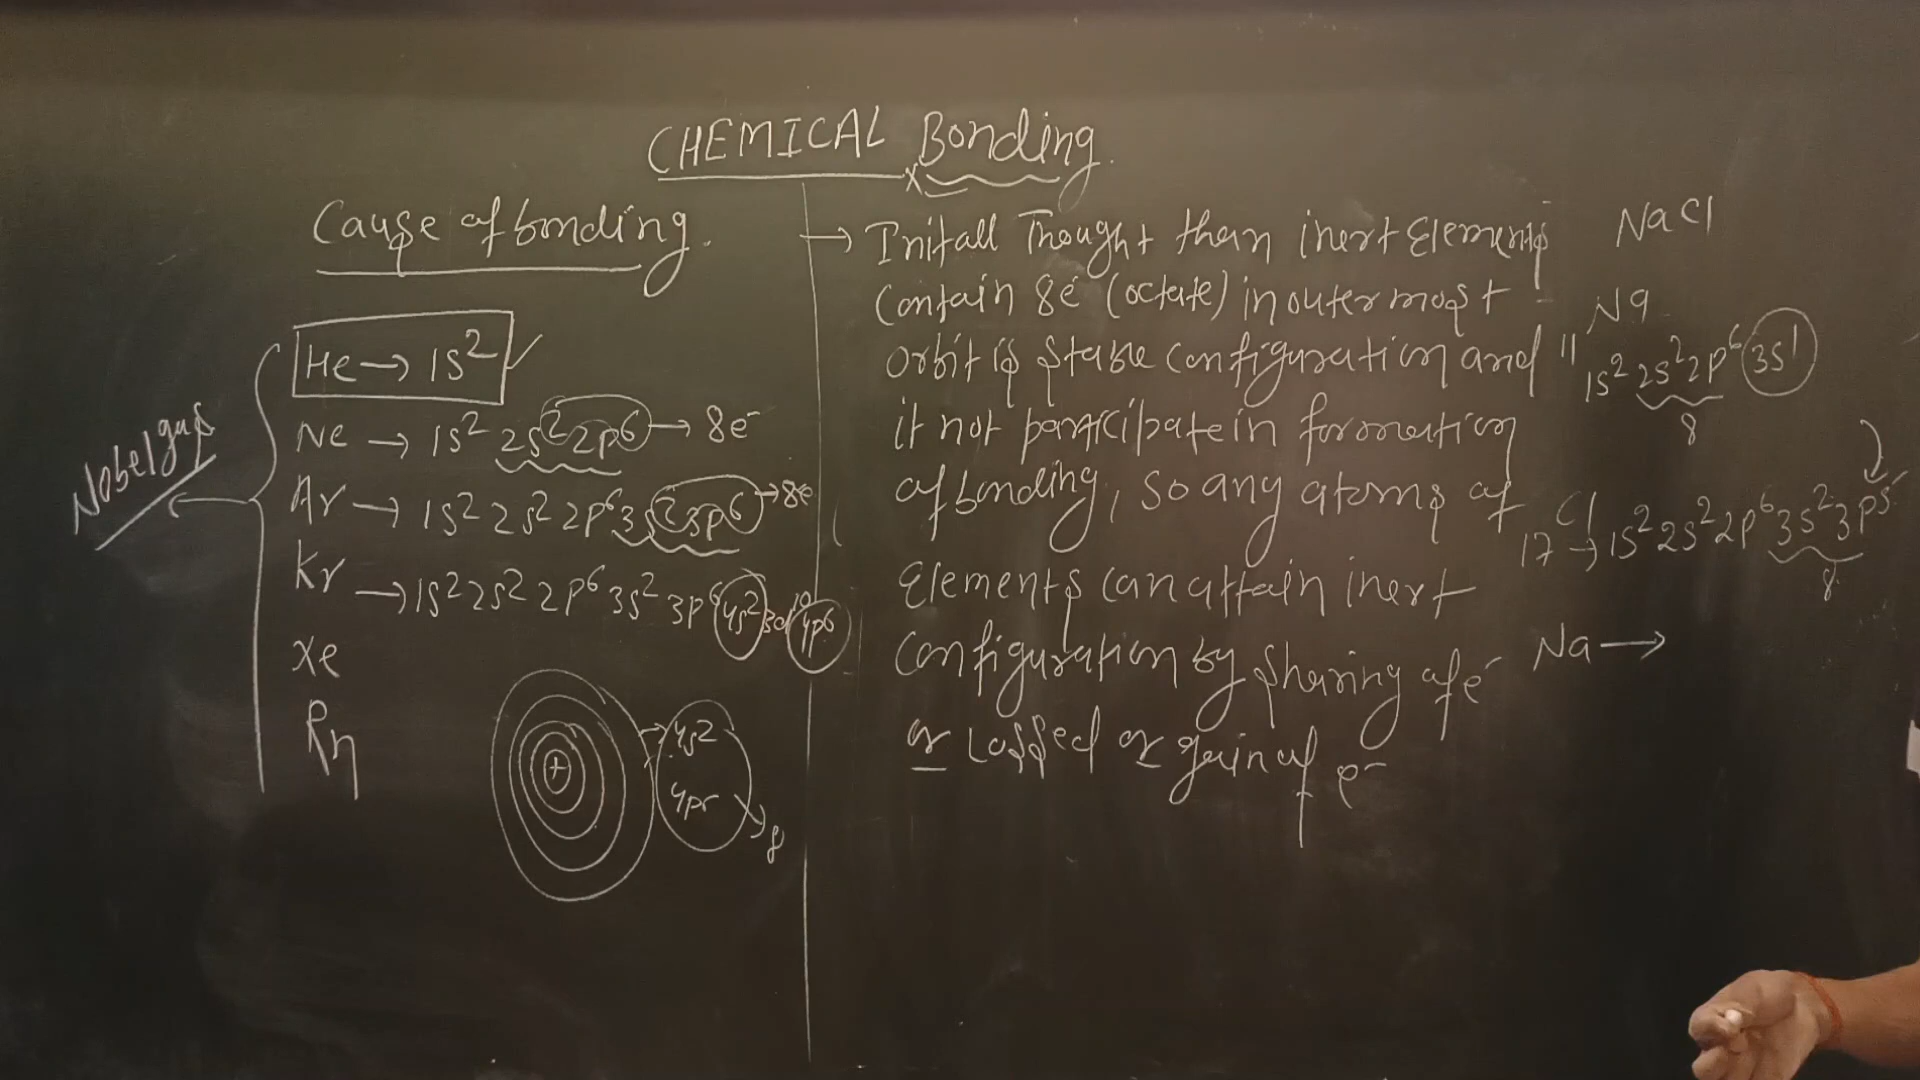 CHEMICAL Bonding.
Cause of bonding.
He → 1s²
Ne → 1s² 2s² 2p⁶ → 8e⁻
Ar → 1s² 2s² 2p⁶ 3s² 3p⁶ → 8e
Kr → 1s² 2s² 2p⁶ 3s² 3p⁶ 4s² 3d¹⁰ 4p⁶
Xe
Rn
Nobel gas
+
4s²
4p⁶
8
→ Initall Thought than inert Elements
Contain 8e⁻ (octate) in outer most
orbit is stable configuration and
it not participate in formation
of bonding, so any atoms of
Elements can attain inert
configuration by sharing of e⁻
or Lossed or gain of e⁻
NaCl
Na
11
1s² 2s² 2p⁶ 3s¹
8
Cl
17 → 1s² 2s² 2p⁶ 3s² 3p⁵
8
Na →